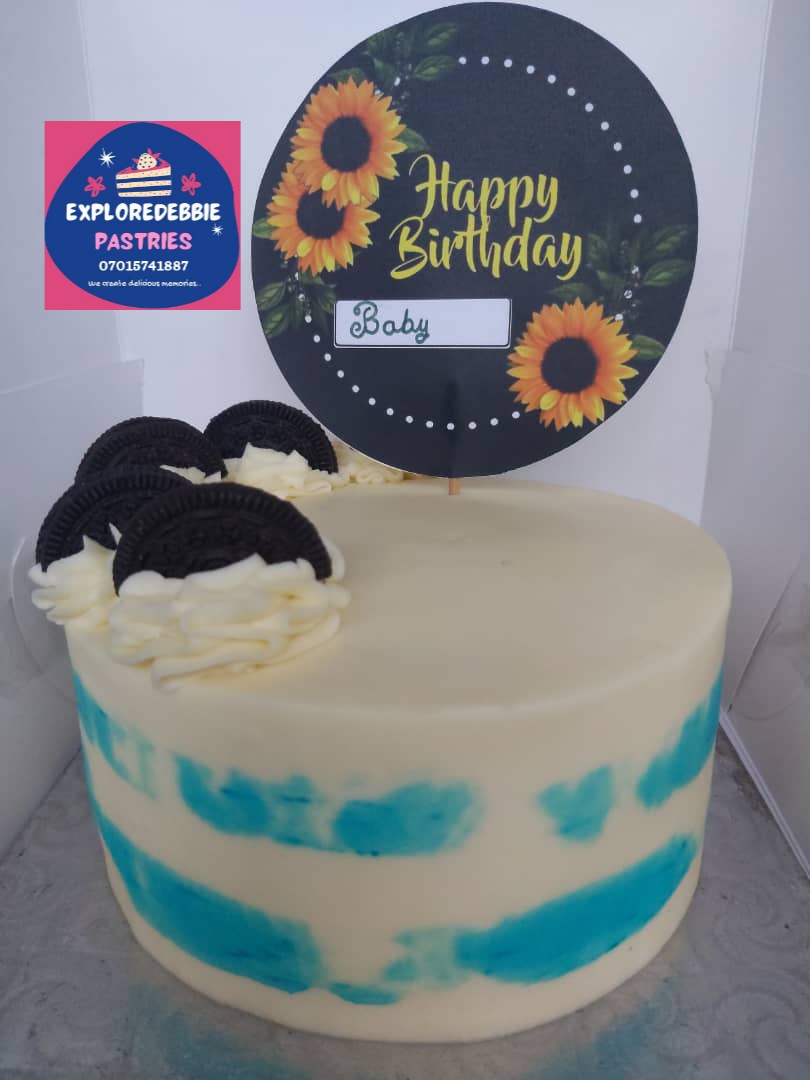 EXPLOREDEBBIE
PASTRIES
07015741887
We create delicious memories..
Happy
Birthday
Baby